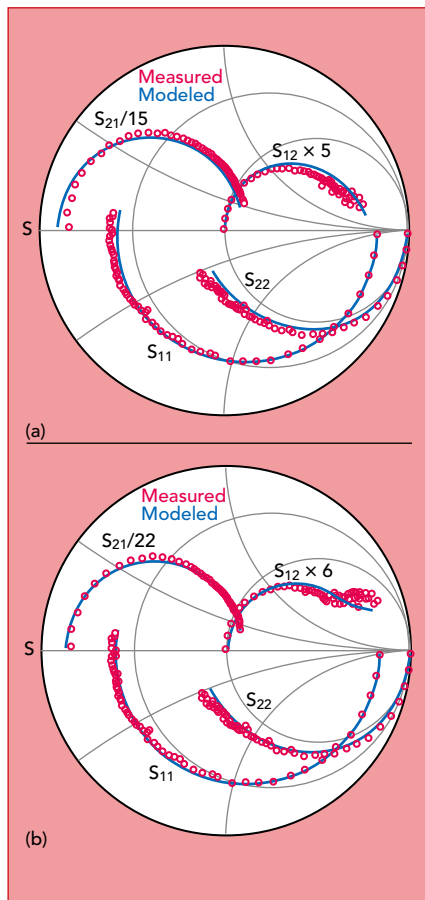 Measured
Modeled
S21/15
S12 × 5
S
S22
S11
(a)
Measured
Modeled
S21/22
S12 × 6
S
S22
S11
(b)